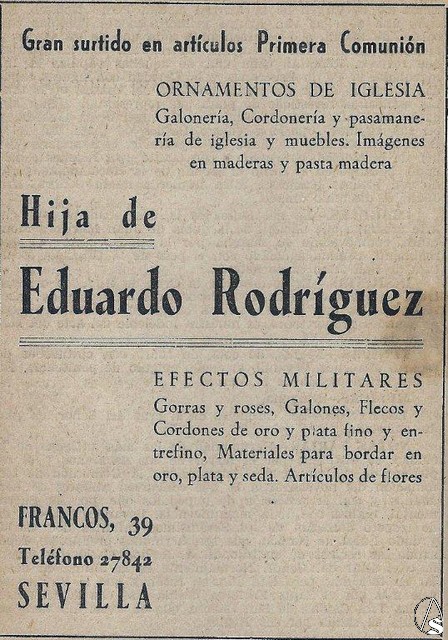 Gran surtido en artículos Primera Comunión
ORNAMENTOS DE IGLESIA
Galonería, Cordonería y pasamane-
ría de iglesia y muebles. Imágenes
en maderas y pasta madera
Hija de
Eduardo Rodríguez
EFECTOS MILITARES
Gorras y roses, Galones, Flecos y
Cordones de oro y plata fino y en-
trefino, Materiales para bordar en
oro, plata y seda. Artículos de flores
FRANCOS, 39
Teléfono 27842
SEVILLA